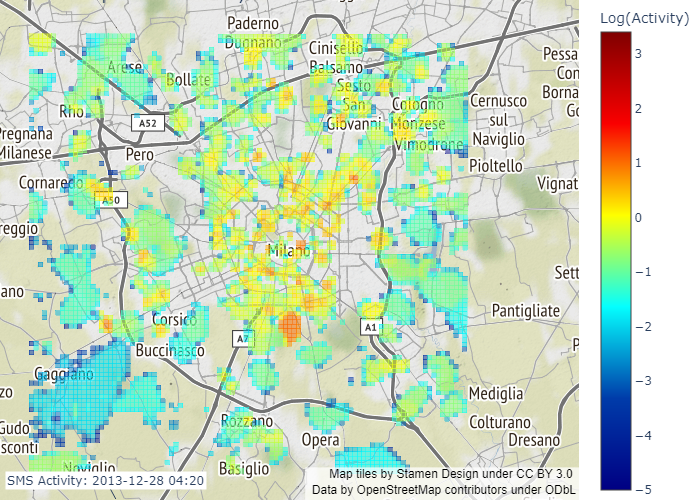 Log(Activity)
3
2
1
0
−1
−2
−3
−4
−5
Paderno
Dugnano
Cinisello
Balsamo
Arese
Bollate
Sesto
San
Giovanni
Cologno
Monzese
Vimodrone
Cernusco
sul
Naviglio
Pessa
Con
Borna
Go
Rho
A52
Pregnana
Milanese
Pero
Pioltello
Cornaredo
A50
Vignat
reggio
Milano
Sett
ano
Pantigliate
Corsico
A7
A1
Buccinasco
P
Gaggiano
zo
Mediglia
Rozzano
Colturano
Gudo
sconti
Opera
Dresano
Noviglio
Basiglio
SMS Activity: 2013-12-28 04:20
Map tiles by Stamen Design under CC BY 3.0
Data by OpenStreetMap contributors under ODbL